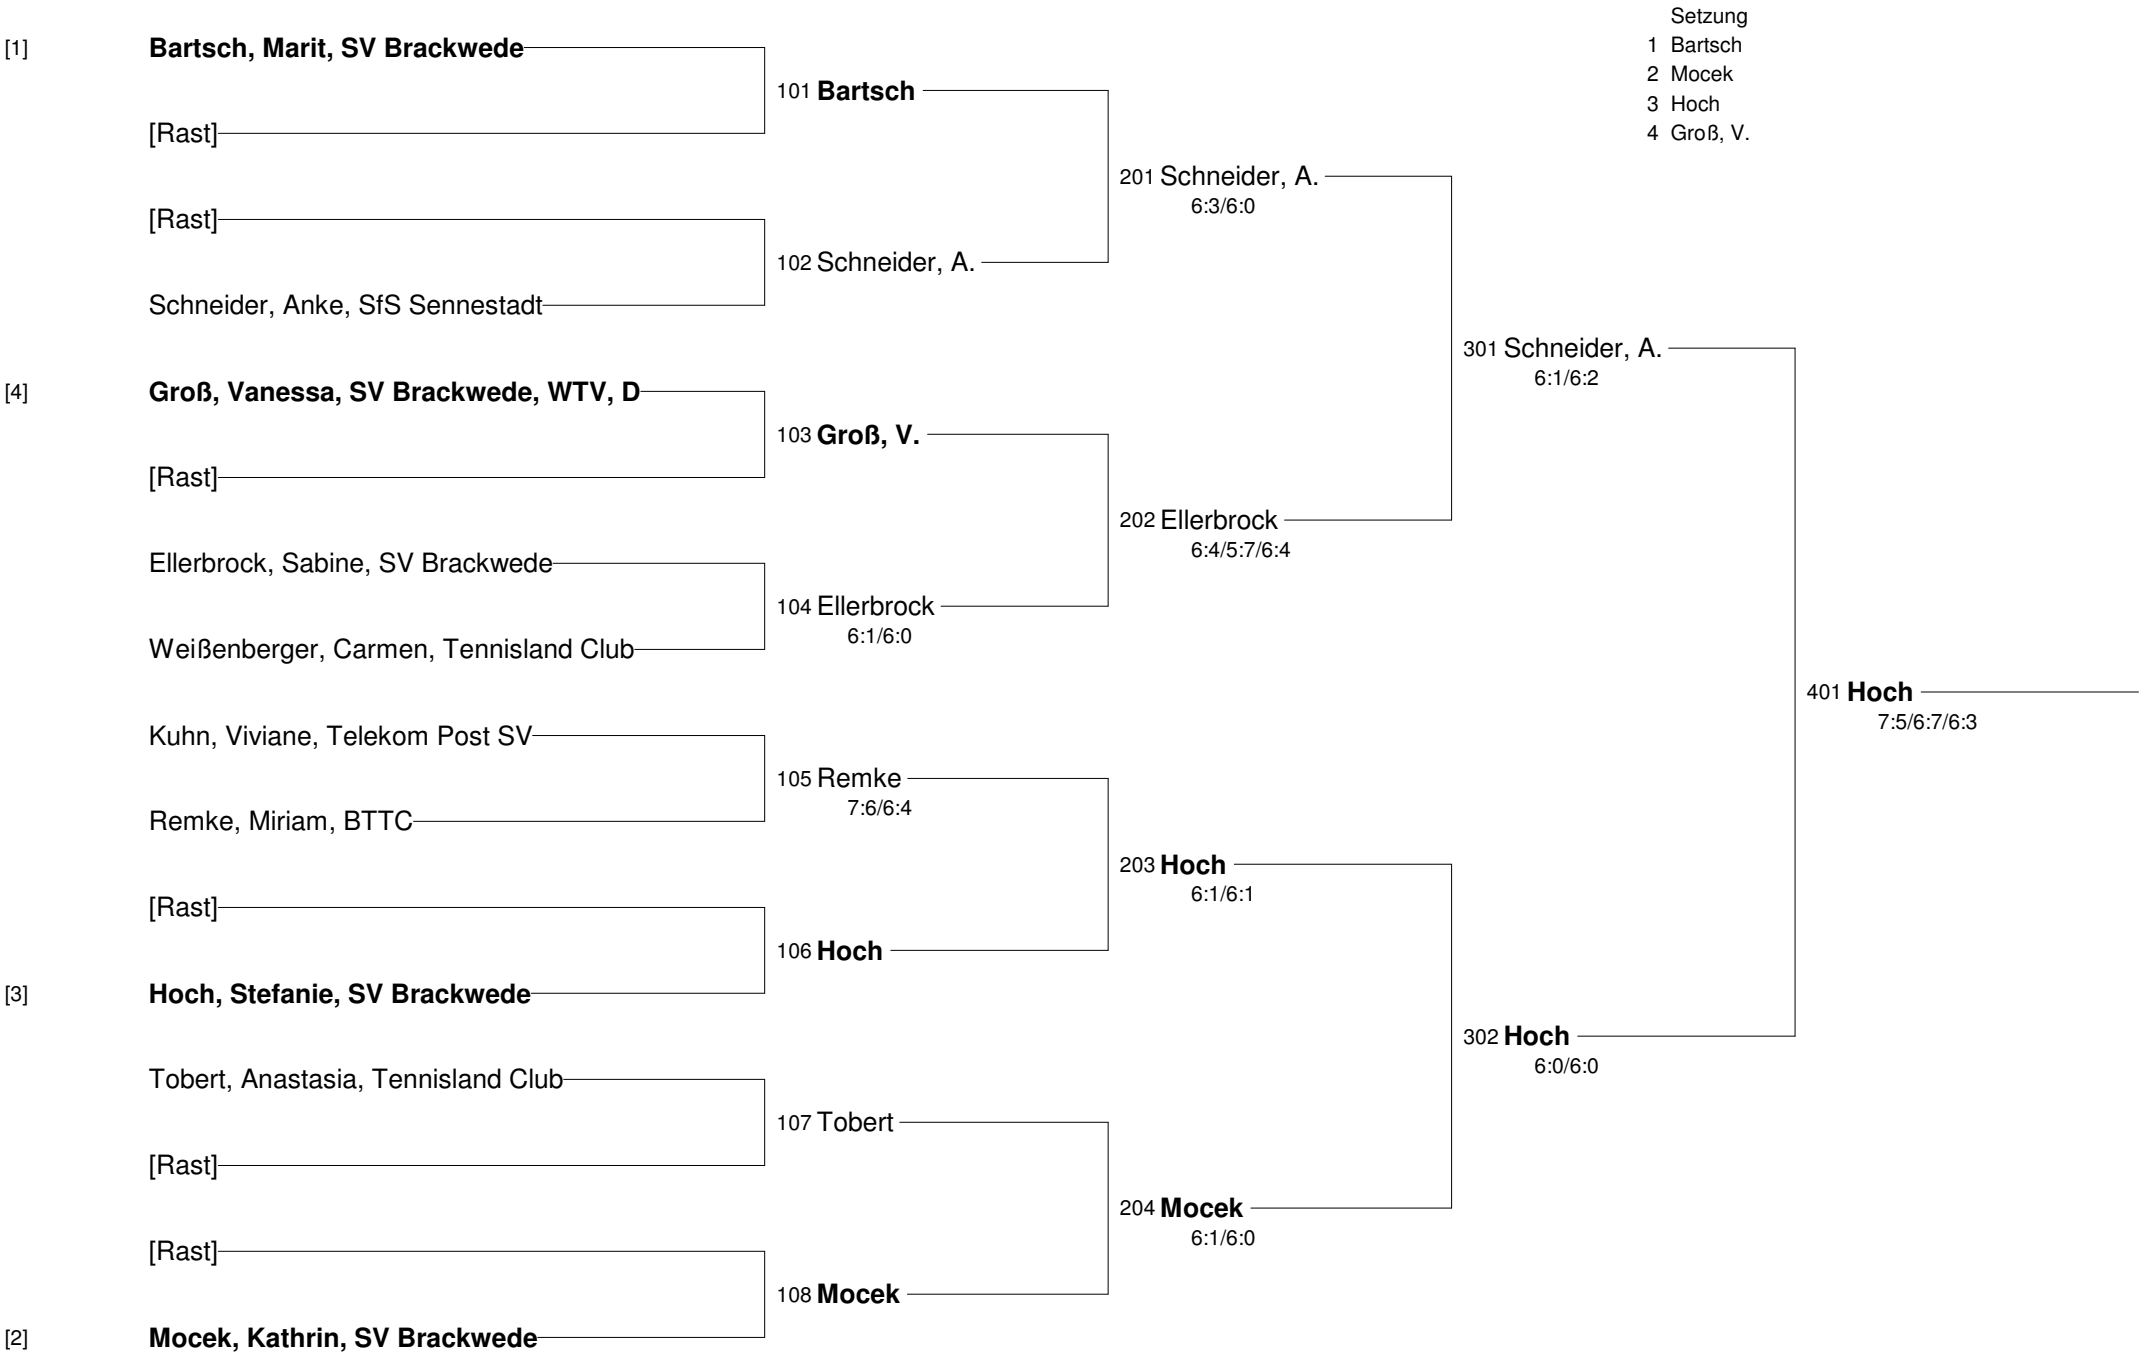 Setzung
1 Bartsch
2 Mocek
3 Hoch
4 Groß, V.
[1] Bartsch, Marit, SV Brackwede
101 Bartsch
[Rast]
201 Schneider, A.
6:3/6:0
[Rast]
102 Schneider, A.
Schneider, Anke, SfS Sennestadt
301 Schneider, A.
6:1/6:2
[4] Groß, Vanessa, SV Brackwede, WTV, D
103 Groß, V.
[Rast]
202 Ellerbrock
6:4/5:7/6:4
Ellerbrock, Sabine, SV Brackwede
104 Ellerbrock
6:1/6:0
Weißenberger, Carmen, Tennisland Club
401 Hoch
7:5/6:7/6:3
Kuhn, Viviane, Telekom Post SV
105 Remke
7:6/6:4
Remke, Miriam, BTTC
203 Hoch
6:1/6:1
[Rast]
106 Hoch
[3] Hoch, Stefanie, SV Brackwede
302 Hoch
6:0/6:0
Tobert, Anastasia, Tennisland Club
107 Tobert
[Rast]
204 Mocek
6:1/6:0
[Rast]
108 Mocek
[2] Mocek, Kathrin, SV Brackwede